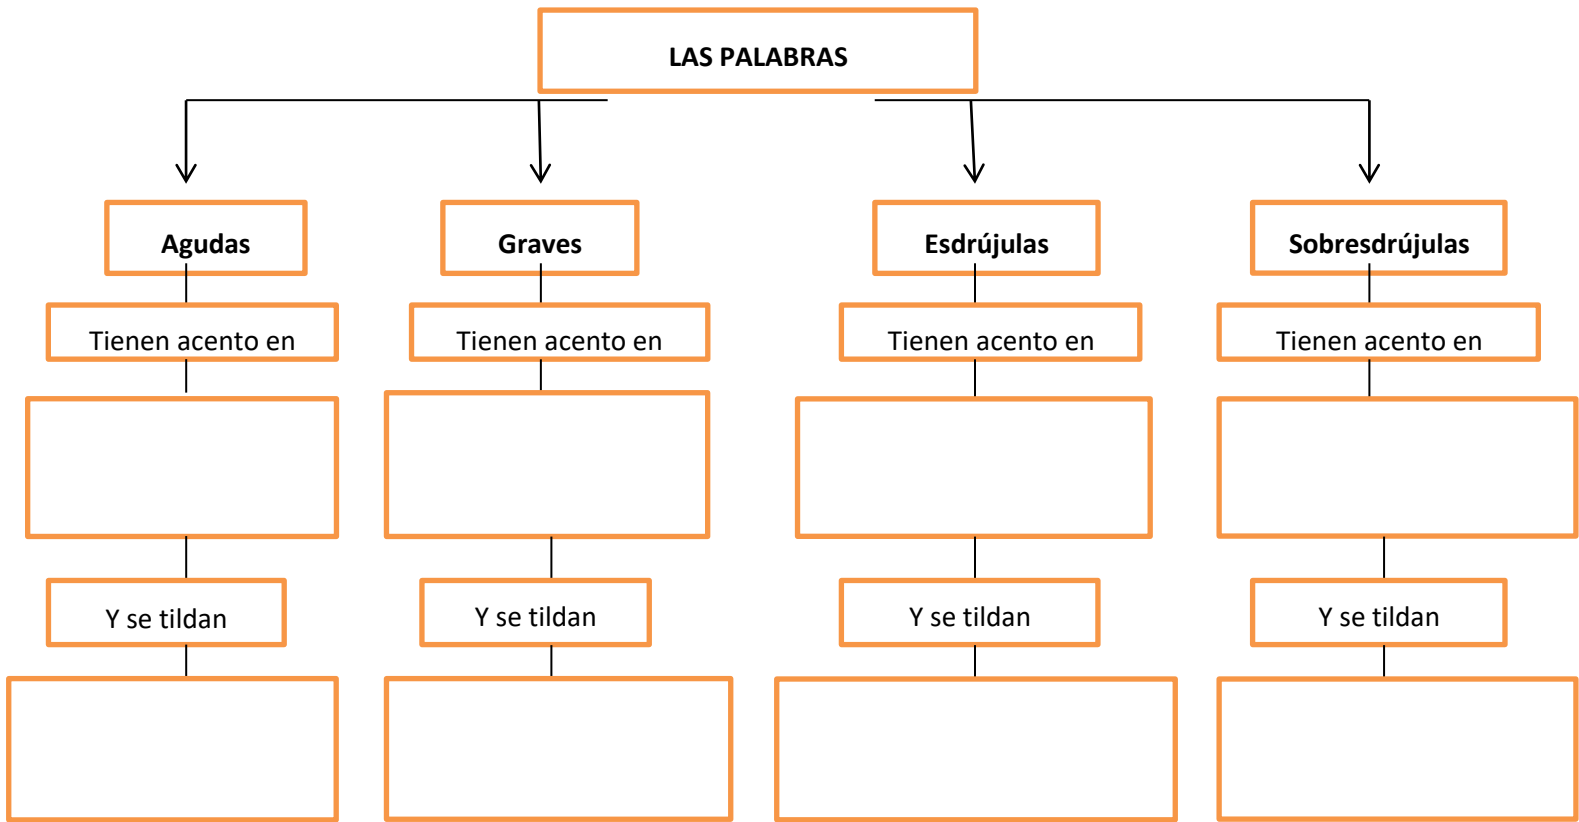 LAS PALABRAS
Agudas
Graves
Esdrújulas
Sobresdrújulas
Tienen acento en
Tienen acento en
Tienen acento en
Tienen acento en
Y se tildan
Y se tildan
Y se tildan
Y se tildan